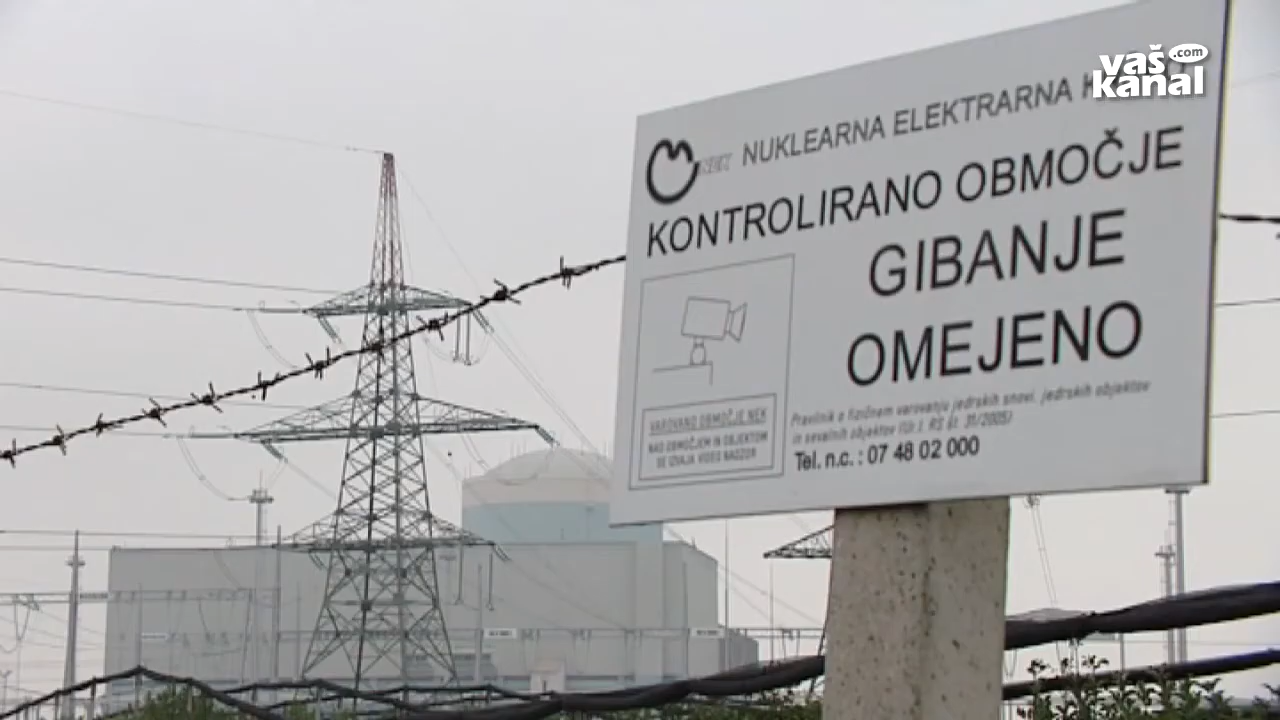 vaš .com
kanal
NEK NUKLEARNA ELEKTRARNA
KONTROLIRANO OBMOČJE
GIBANJE
OMEJENO
VAROVANO OBMOČJE NEK
NAD OBMOČJEM IN OBJEKTOM
SE IZVAJA VIDEO NADZOR
Pravilnik o fizičnem varovanju jedrskih snovi, jedrskih objektov
in sevalnih objektov (Ur.l. RS št. 31/2005)
Tel. n.c. : 07 48 02 000